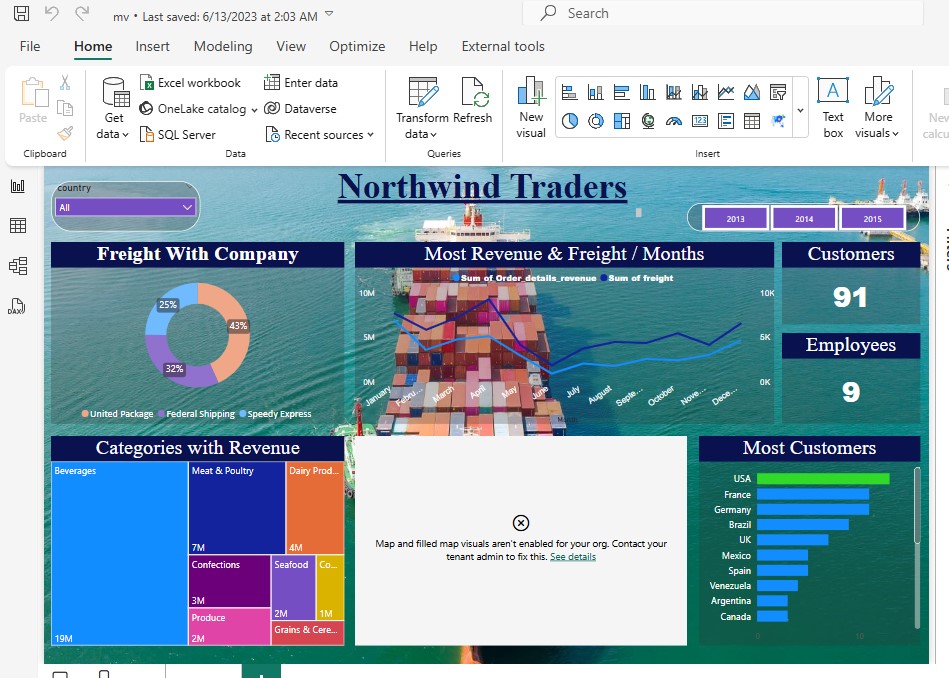 mv • Last saved: 6/13/2023 at 2:03 AM
Search
File Home Insert Modeling View Optimize Help External tools
Paste
Clipboard
Get data
Excel workbook
OneLake catalog
SQL Server
Enter data
Dataverse
Recent sources
Data
Transform data
Refresh
Queries
New visual
123
Insert
A
Text box
More visuals
New
DAX
country
All
Northwind Traders
2013 2014 2015
Freight With Company
25%
43%
32%
United Package Federal Shipping Speedy Express
Most Revenue & Freight / Months
Sum of Order_details_revenue Sum of freight
10M 10K
5M 5K
0M 0K
January Febru... March April May June July August Septe... October Nove... Dece...
Month
Customers
91
Employees
9
Categories with Revenue
Beverages
19M
Meat & Poultry
7M
Dairy Prod...
4M
Confections
3M
Seafood
2M
Co...
1M
Produce
2M
Grains & Cere...
Map and filled map visuals aren't enabled for your org. Contact your
tenant admin to fix this. See details
Most Customers
USA
France
Germany
Brazil
UK
Mexico
Spain
Venezuela
Argentina
Canada
0 10